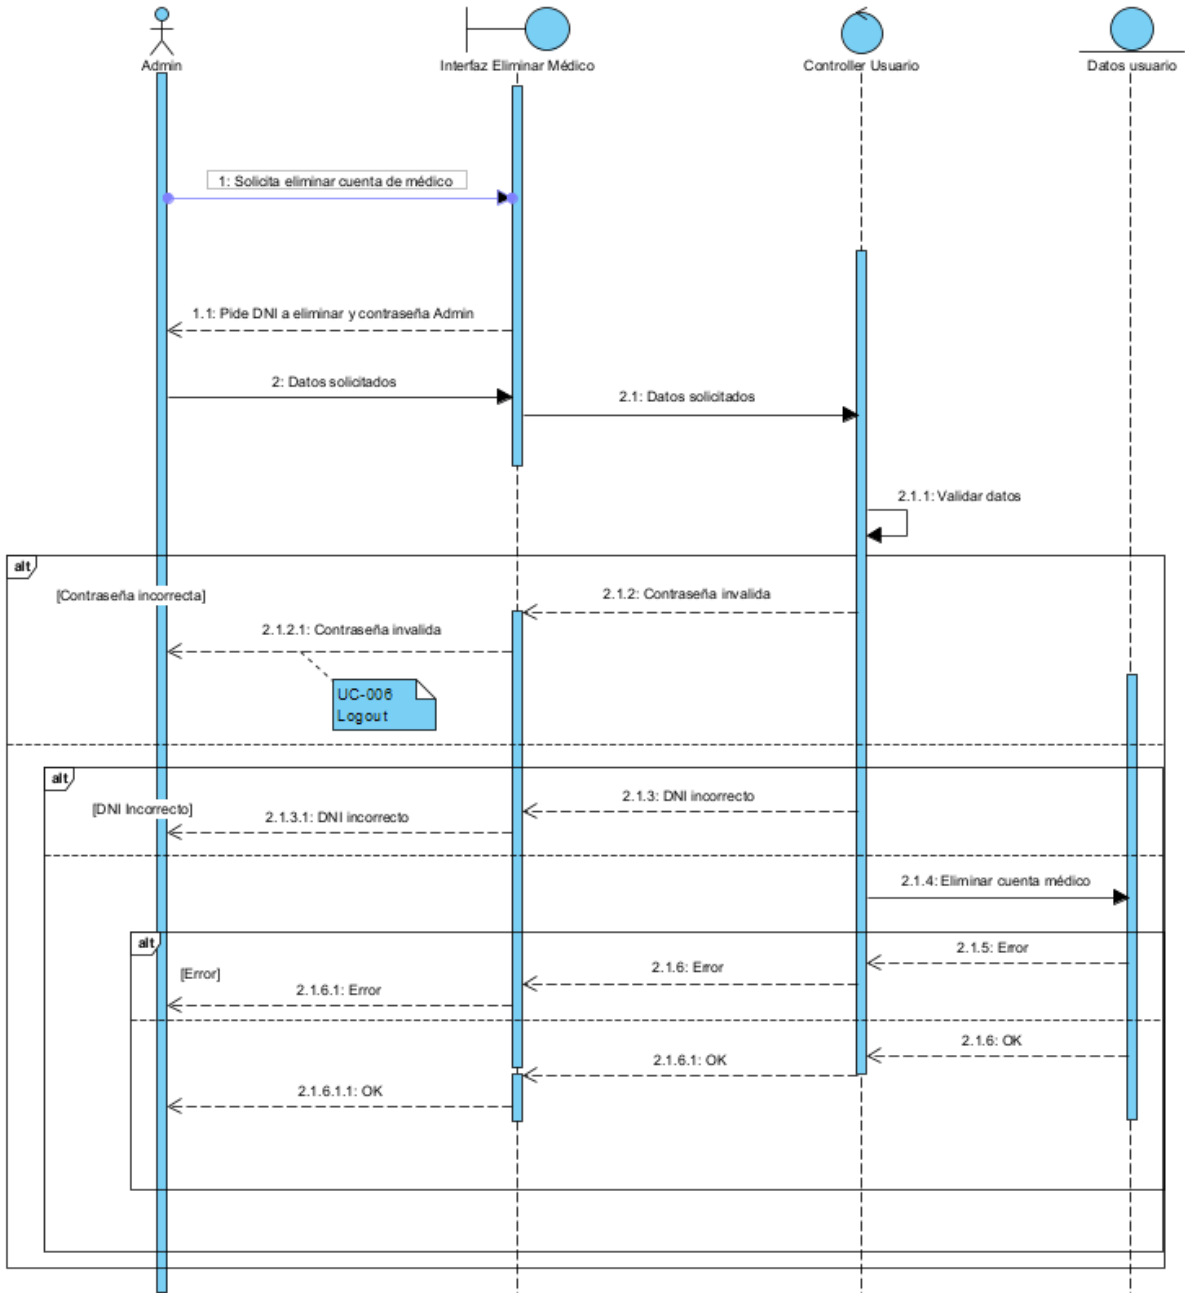 Admin
Interfaz Eliminar Médico
Controller Usuario
Datos usuario
1: Solicita eliminar cuenta de médico
1.1: Pide DNI a eliminar y contraseña Admin
2: Datos solicitados
2.1: Datos solicitados
2.1.1: Validar datos
alt
[Contraseña incorrecta]
2.1.2: Contraseña invalida
2.1.2.1: Contraseña invalida
UC-006
Logout
alt
[DNI Incorrecto]
2.1.3: DNI incorrecto
2.1.3.1: DNI incorrecto
2.1.4: Eliminar cuenta médico
alt
2.1.5: Error
[Error]
2.1.6: Error
2.1.6.1: Error
2.1.6: OK
2.1.6.1: OK
2.1.6.1.1: OK